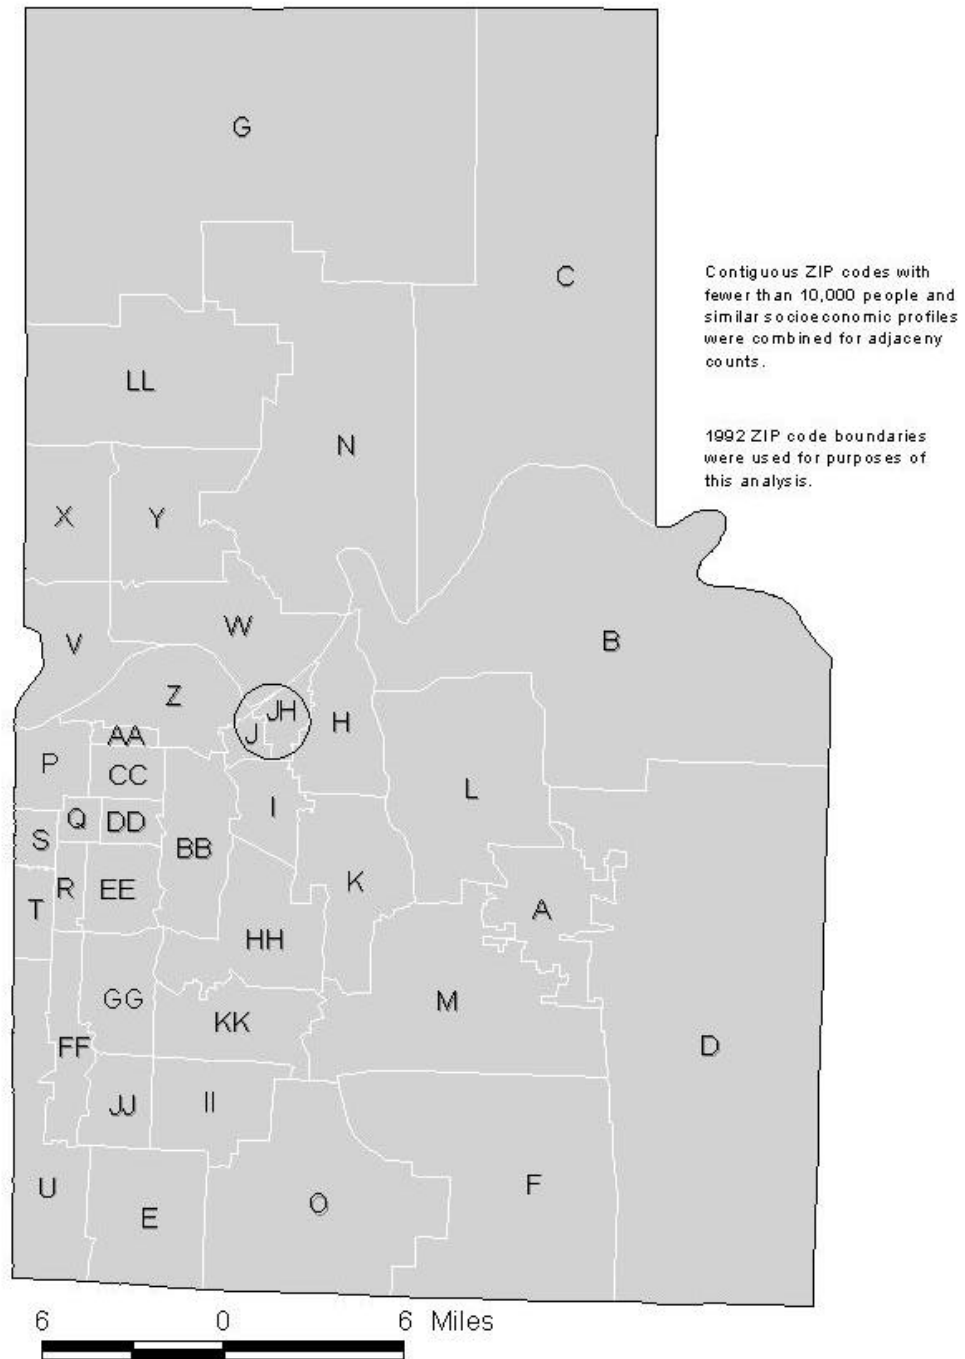 G
C
Contiguous ZIP codes with
fewer than 10,000 people and
similar socioeconomic profiles
were combined for adjaceny
counts.
LL
N
1992 ZIP code boundaries
were used for purposes of
this analysis.
X
Y
W
V
B
Z
JH
J
H
AA
P
CC
L
I
Q
DD
S
BB
R
EE
K
T
A
HH
GG
M
KK
FF
D
JJ
II
U
F
E
O
6 0 6 Miles